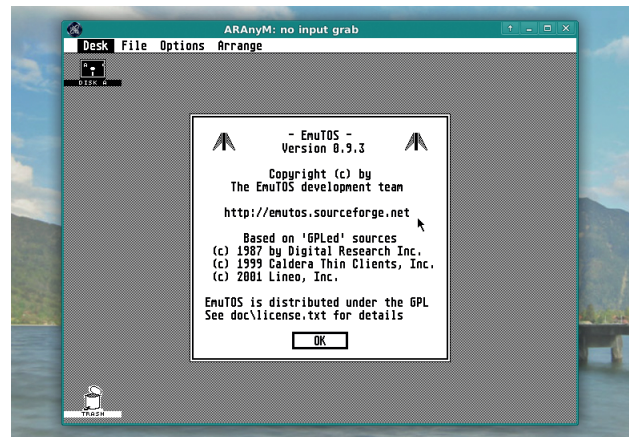 ARAnyM: no input grab
Desk File Options Arrange
DISK A
- EmuTOS -
Version 0.9.3
Copyright (c) by
The EmuTOS development team
http://emutos.sourceforge.net
Based on 'GPLed' sources
(c) 1987 by Digital Research Inc.
(c) 1999 Caldera Thin Clients, Inc.
(c) 2001 Lineo, Inc.
EmuTOS is distributed under the GPL
See doc\license.txt for details
OK
TRASH